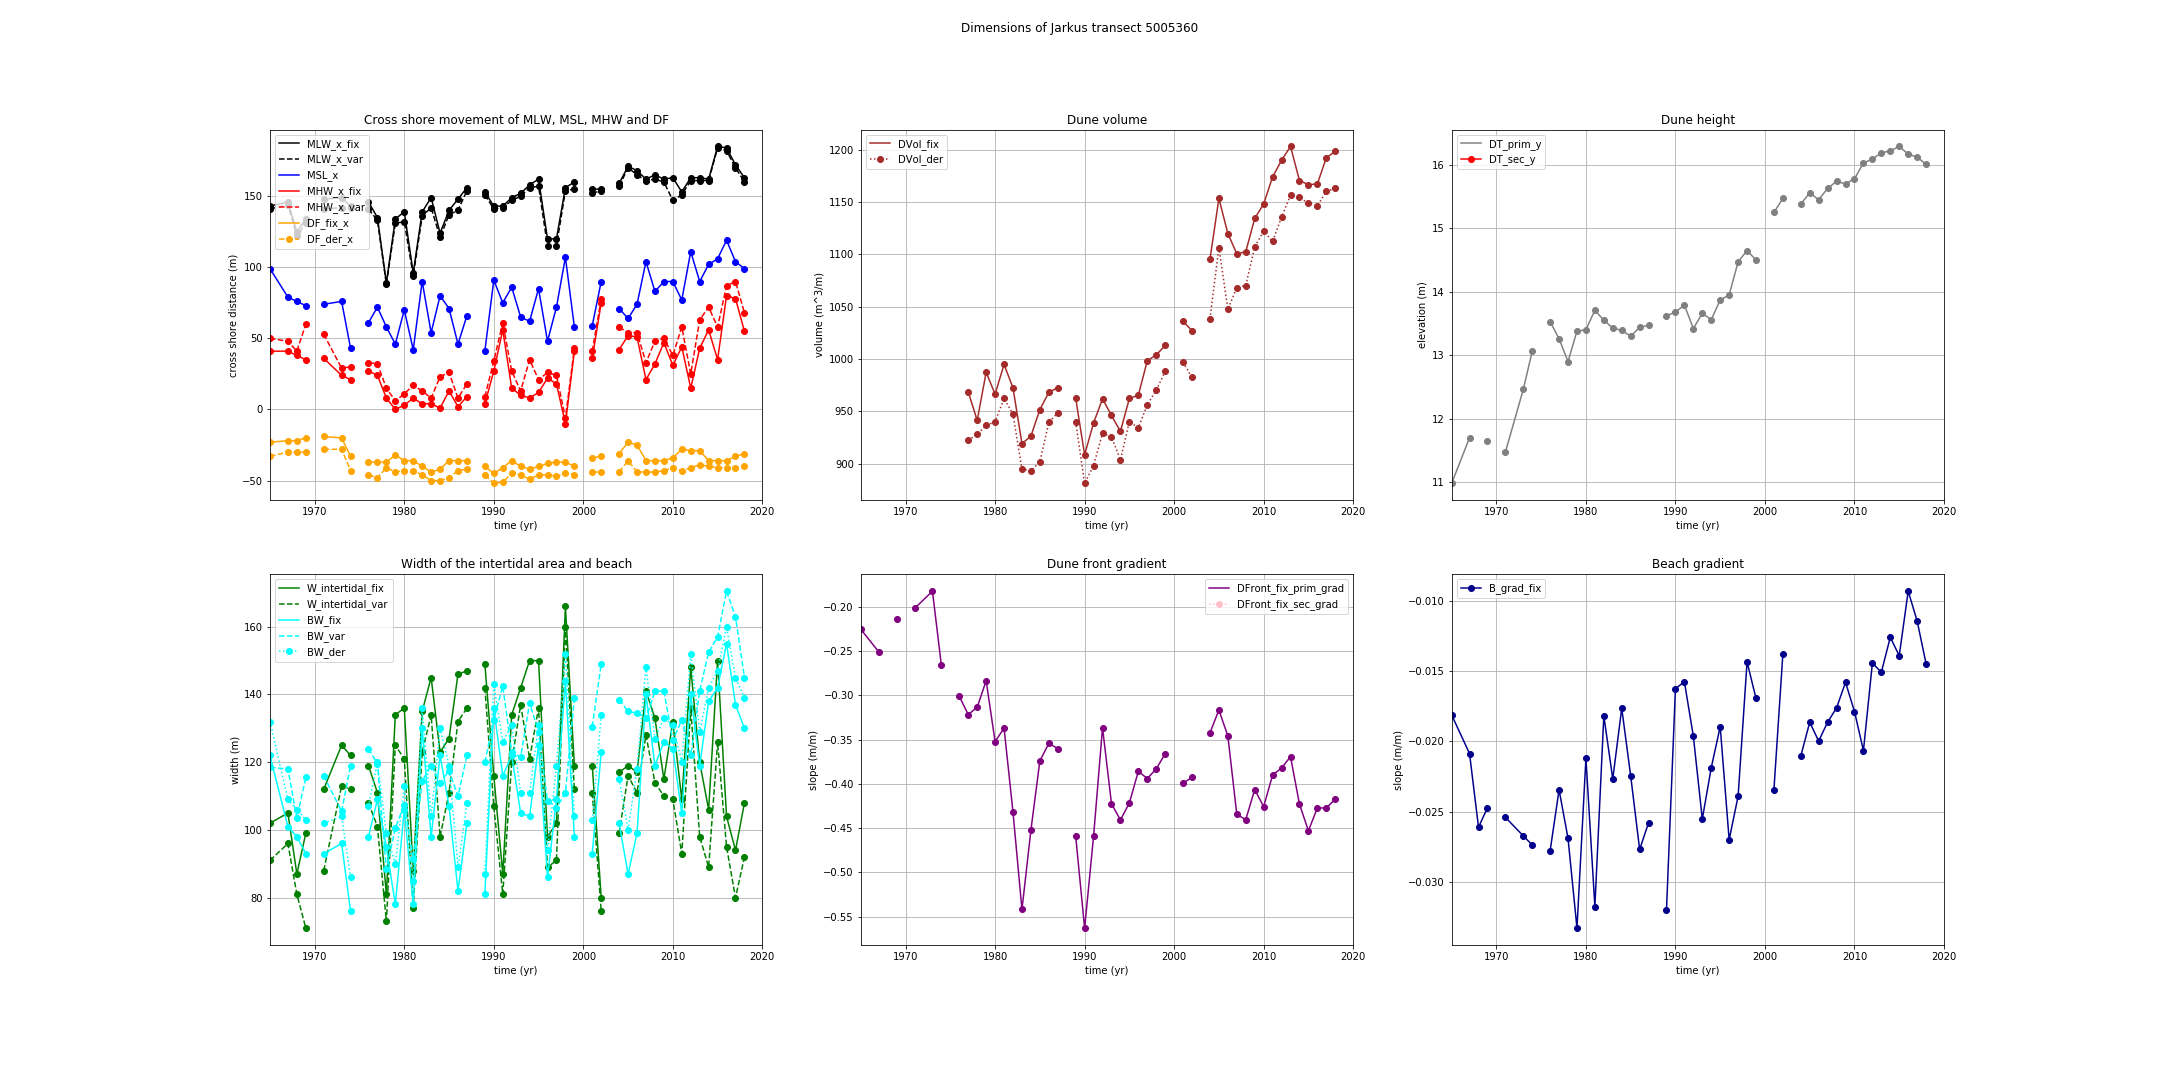 Dimensions of Jarkus transect 5005360
Cross shore movement of MLW, MSL, MHW and DF
MLW_x_fix
MLW_x_var
MSL_x
MHW_x_fix
MHW_x_var
DF_fix_x
DF_der_x
cross shore distance (m)
150
100
50
0
−50
1970 1980 1990 2000 2010 2020
time (yr)
Dune volume
DVol_fix
DVol_der
volume (m^3/m)
1200
1150
1100
1050
1000
950
900
1970 1980 1990 2000 2010 2020
time (yr)
Dune height
DT_prim_y
DT_sec_y
elevation (m)
16
15
14
13
12
11
1970 1980 1990 2000 2010 2020
time (yr)
Width of the intertidal area and beach
W_intertidal_fix
W_intertidal_var
BW_fix
BW_var
BW_der
width (m)
160
140
120
100
80
1970 1980 1990 2000 2010 2020
time (yr)
Dune front gradient
DFront_fix_prim_grad
DFront_fix_sec_grad
slope (m/m)
−0.20
−0.25
−0.30
−0.35
−0.40
−0.45
−0.50
−0.55
1970 1980 1990 2000 2010 2020
time (yr)
Beach gradient
B_grad_fix
slope (m/m)
−0.010
−0.015
−0.020
−0.025
−0.030
1970 1980 1990 2000 2010 2020
time (yr)